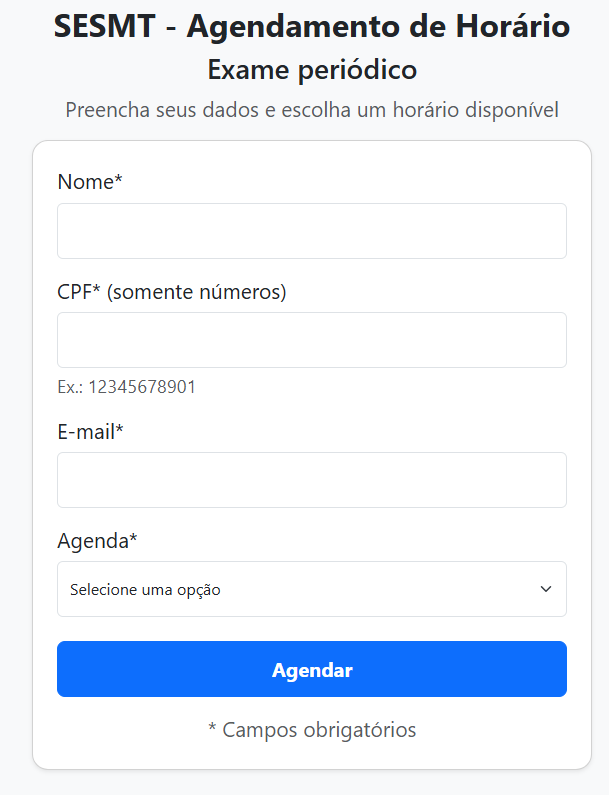 SESMT - Agendamento de Horário
Exame periódico
Preencha seus dados e escolha um horário disponível
Nome*
CPF* (somente números)
Ex.: 12345678901
E-mail*
Agenda*
Selecione uma opção
Agendar
* Campos obrigatórios